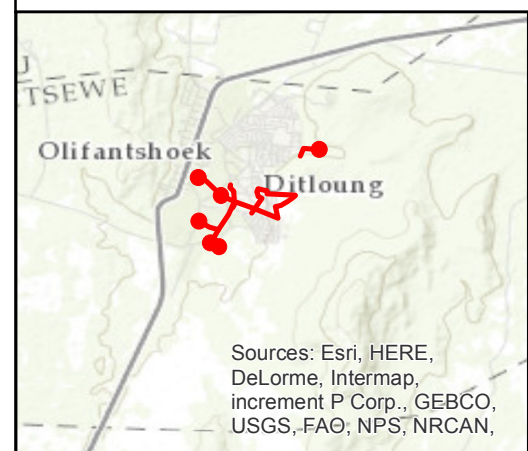 U
TSEWE
Olifantshoek
Ditloung
Sources: Esri, HERE,
DeLorme, Intermap,
increment P Corp., GEBCO,
USGS, FAO, NPS, NRCAN,